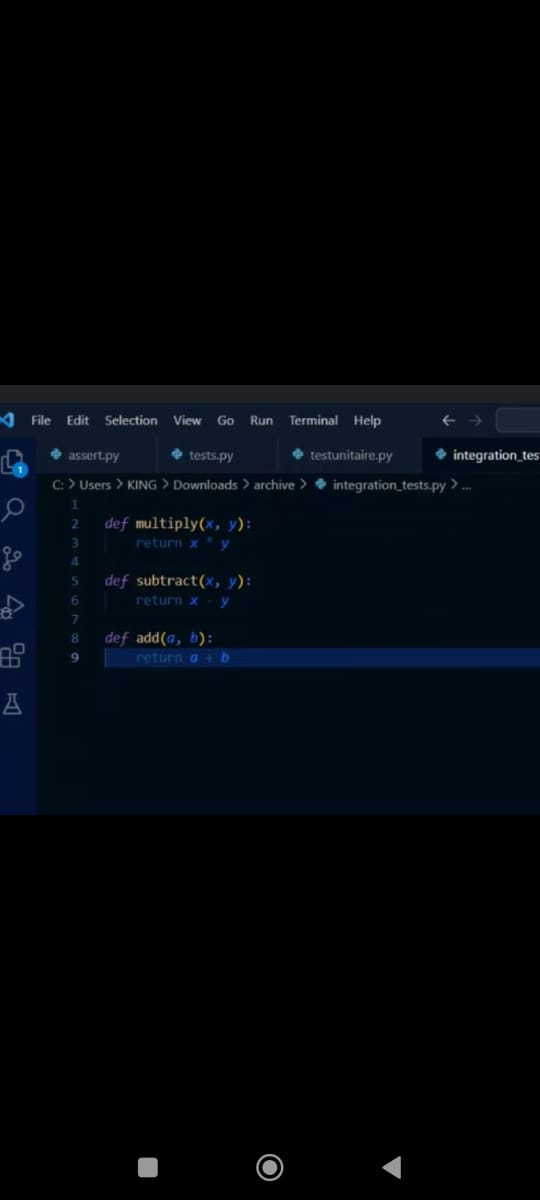 File Edit Selection View Go Run Terminal Help
assert.py tests.py testunitaire.py integration_tes
1
C: > Users > KING > Downloads > archive > integration_tests.py > ...
1
2 def multiply(x, y):
3 return x * y
4
5 def subtract(x, y):
6 return x - y
7
8 def add(a, b):
9 return a + b